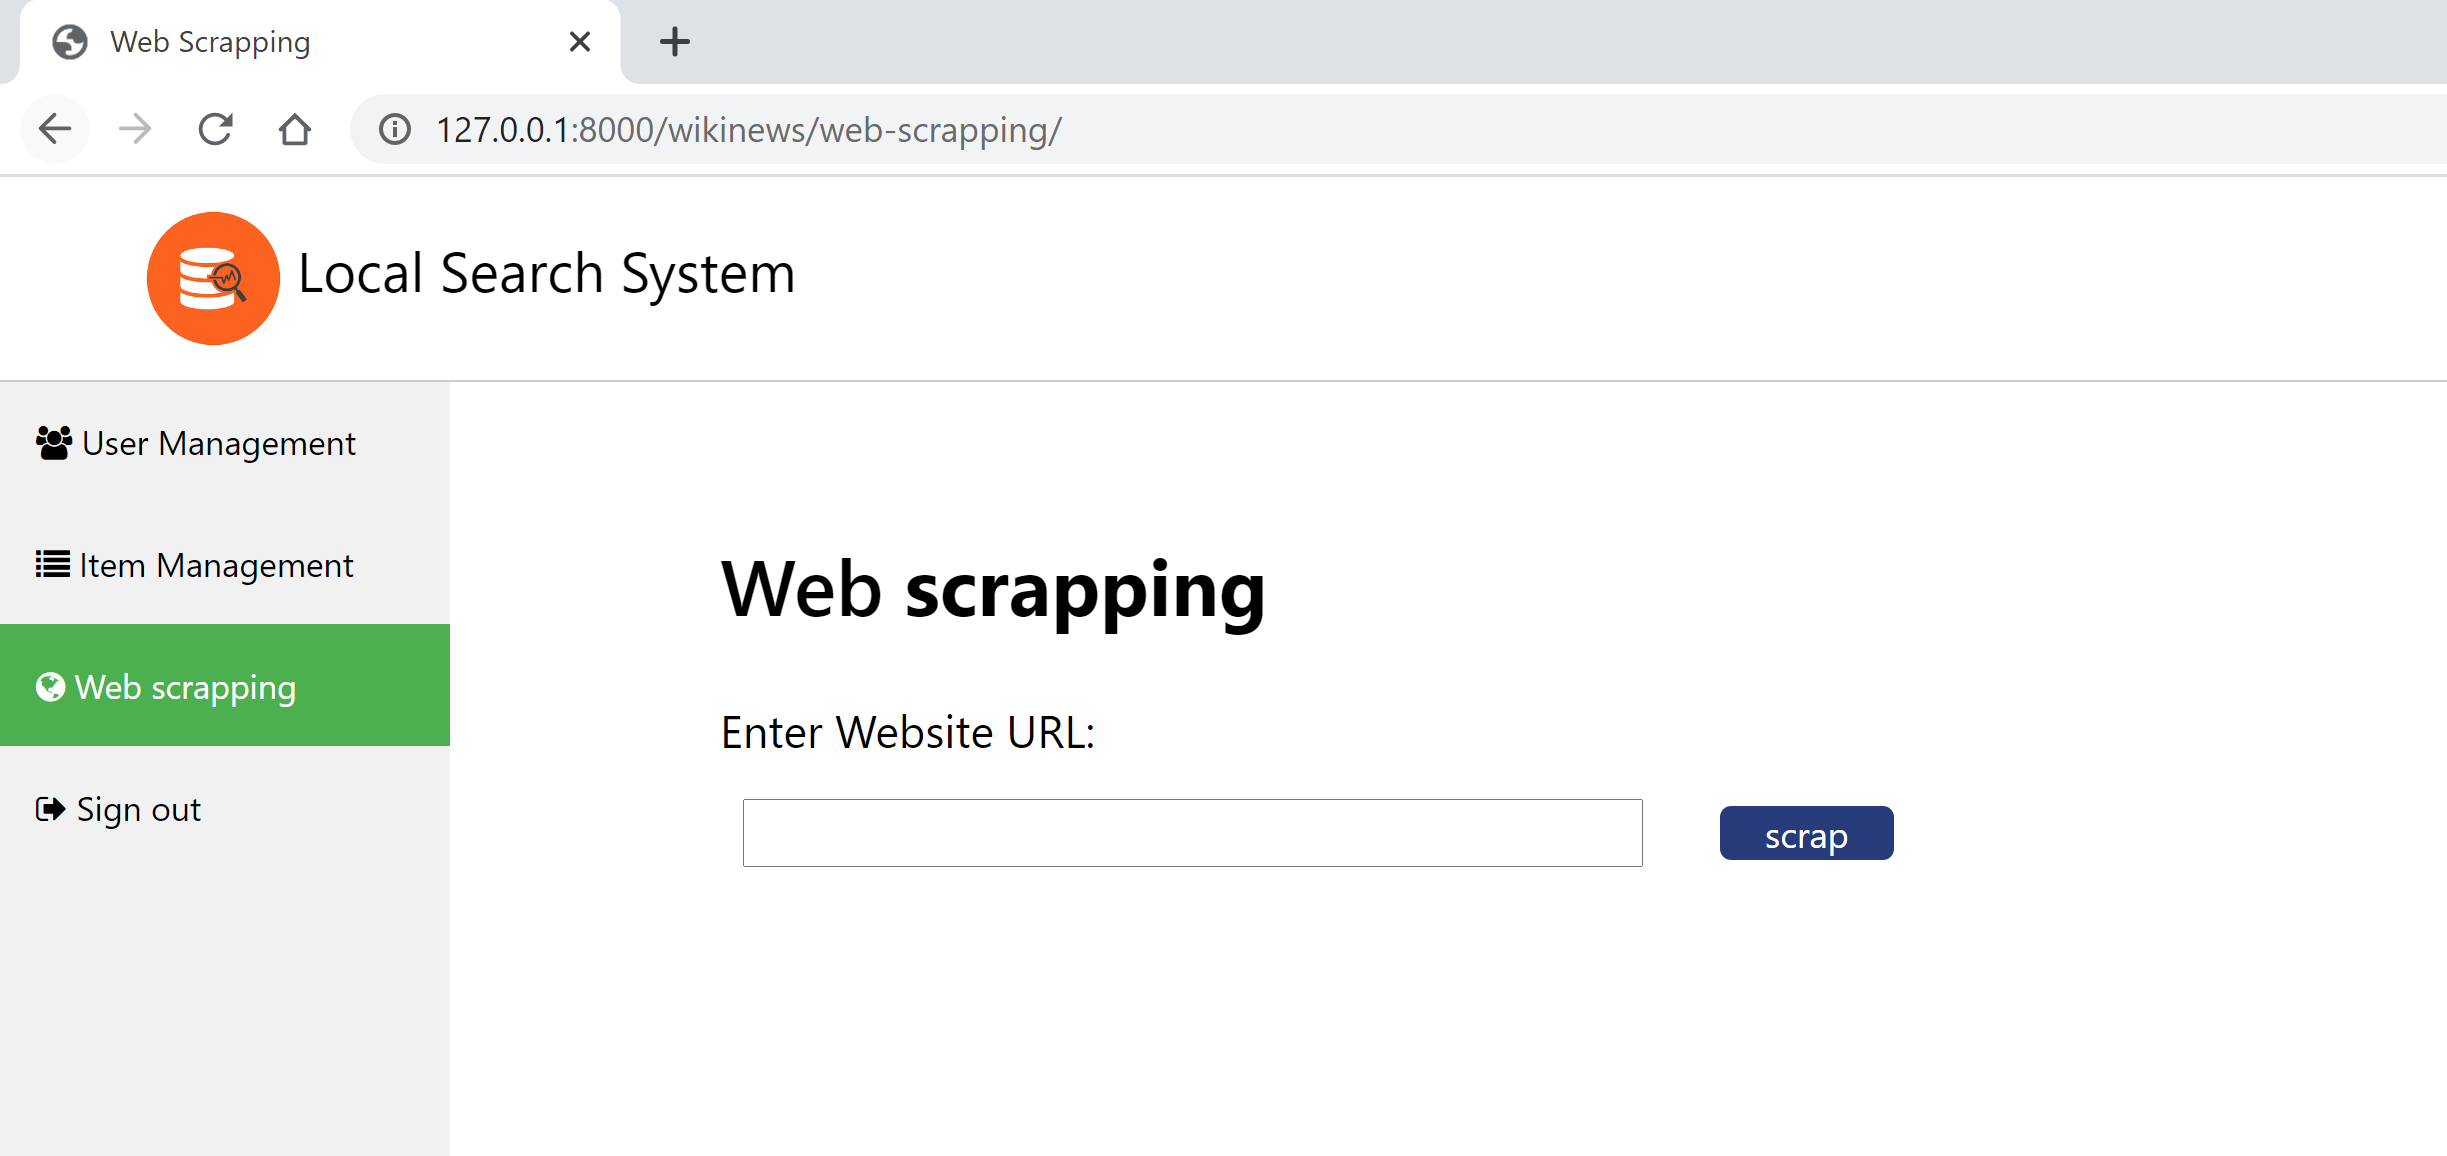 Web Scrapping
127.0.0.1:8000/wikinews/web-scrapping/
Local Search System
User Management
Item Management
Web scrapping
Sign out
Web scrapping
Enter Website URL:
scrap